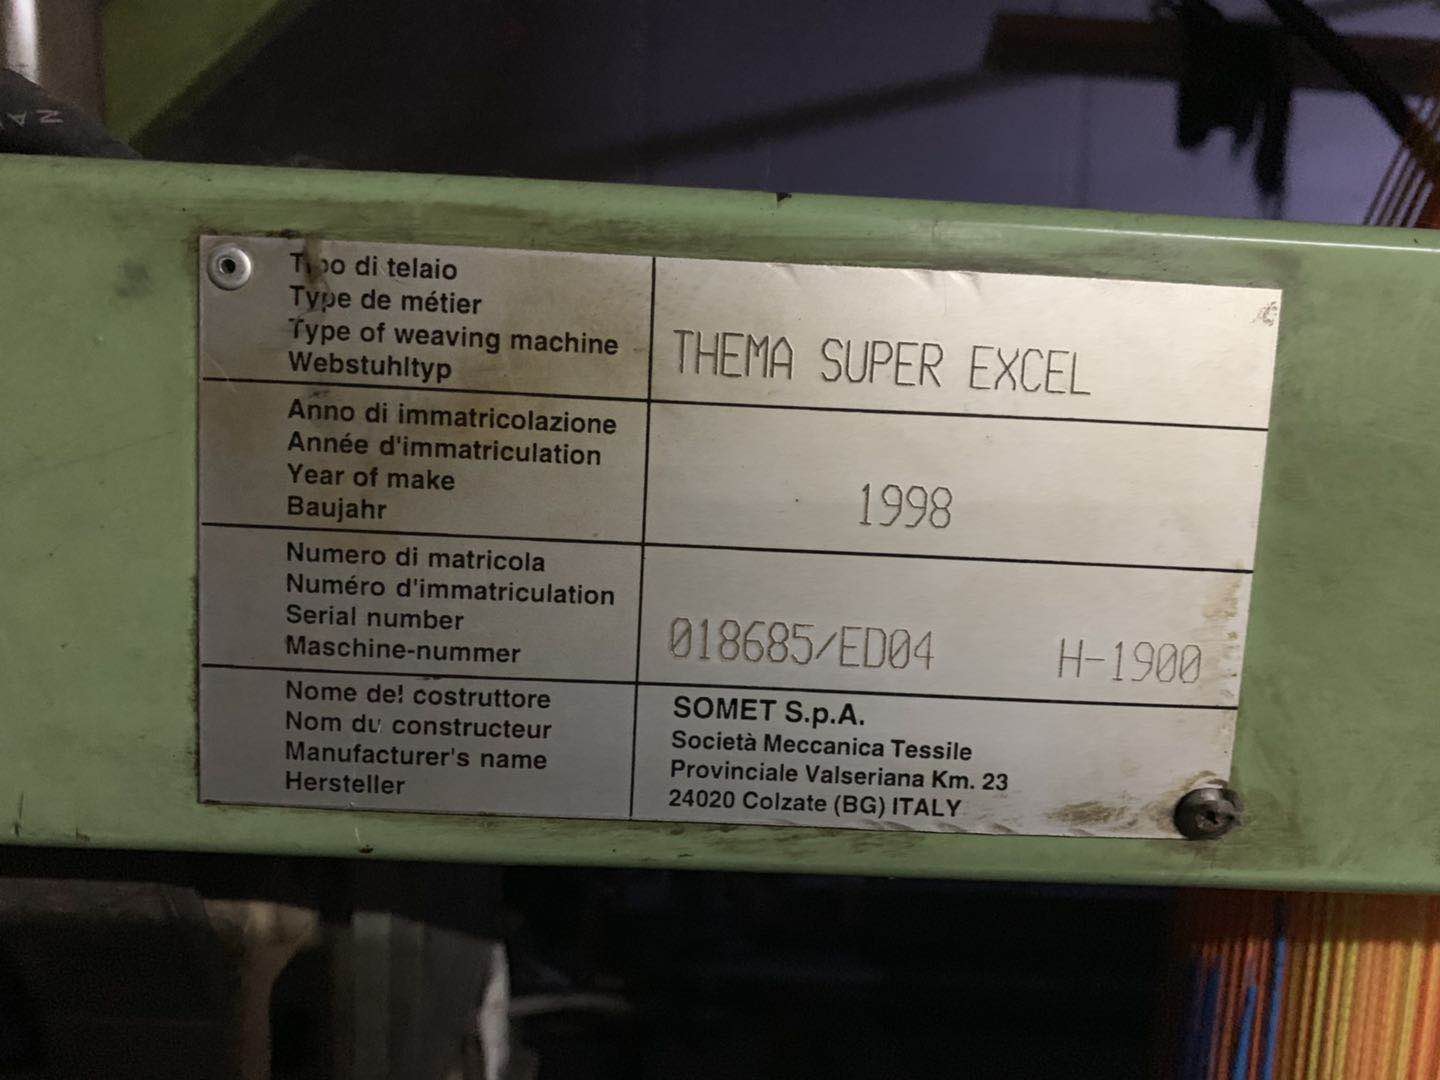 Tipo di telaio
Type de métier
Type of weaving machine
Webstuhltyp
THEMA SUPER EXCEL
Anno di immatricolazione
Année d'immatriculation
Year of make
Baujahr
1998
Numero di matricola
Numéro d'immatriculation
Serial number
Maschine-nummer
018685/ED04 H-1900
Nome del costruttore
Nom du constructeur
Manufacturer's name
Hersteller
SOMET S.p.A.
Società Meccanica Tessile
Provinciale Valseriana Km. 23
24020 Colzate (BG) ITALY